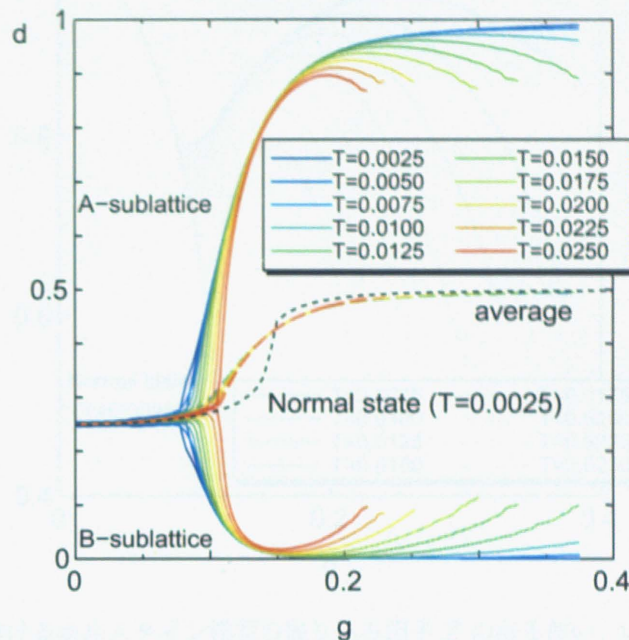 d
1
A-sublattice
T=0.0025
T=0.0050
T=0.0075
T=0.0100
T=0.0125
T=0.0150
T=0.0175
T=0.0200
T=0.0225
T=0.0250
0.5
average
Normal state (T=0.0025)
B-sublattice
0
0 0.2 0.4
g